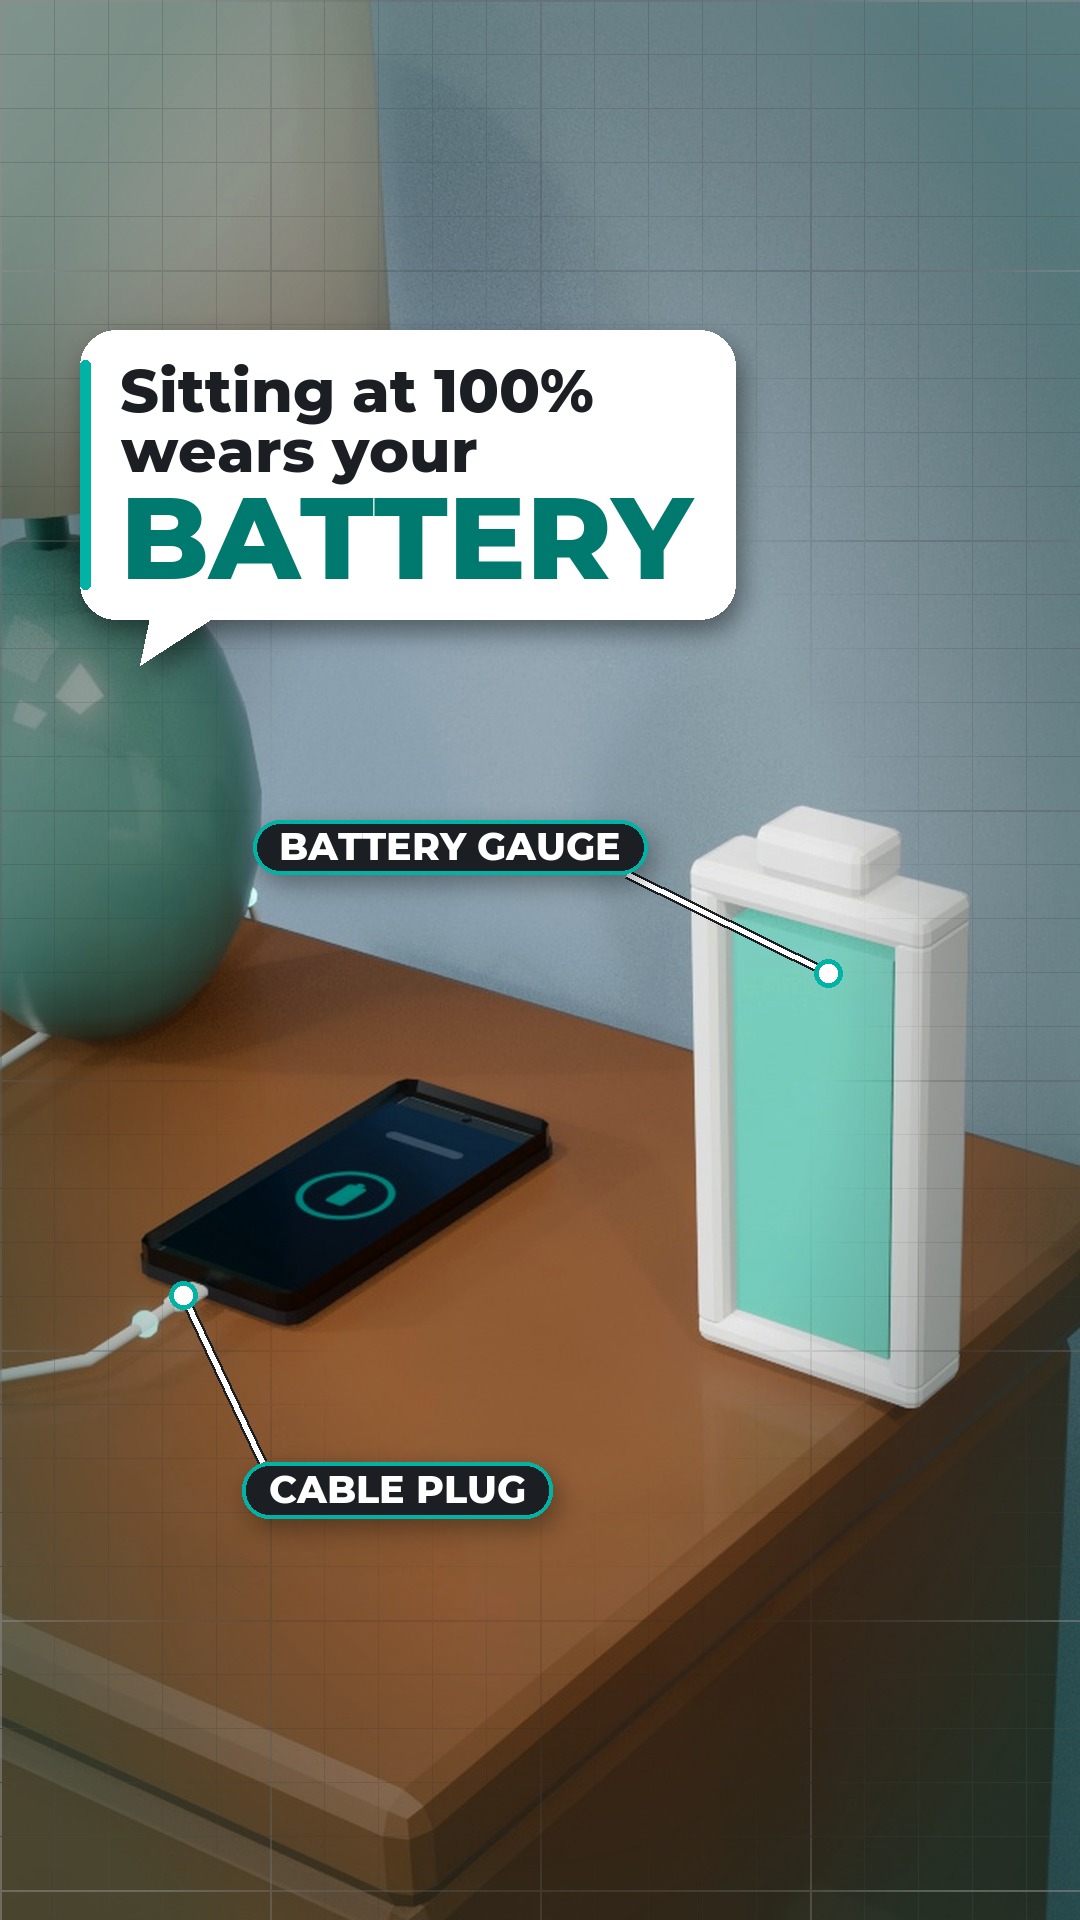 Sitting at 100%
wears your
BATTERY
BATTERY GAUGE
CABLE PLUG